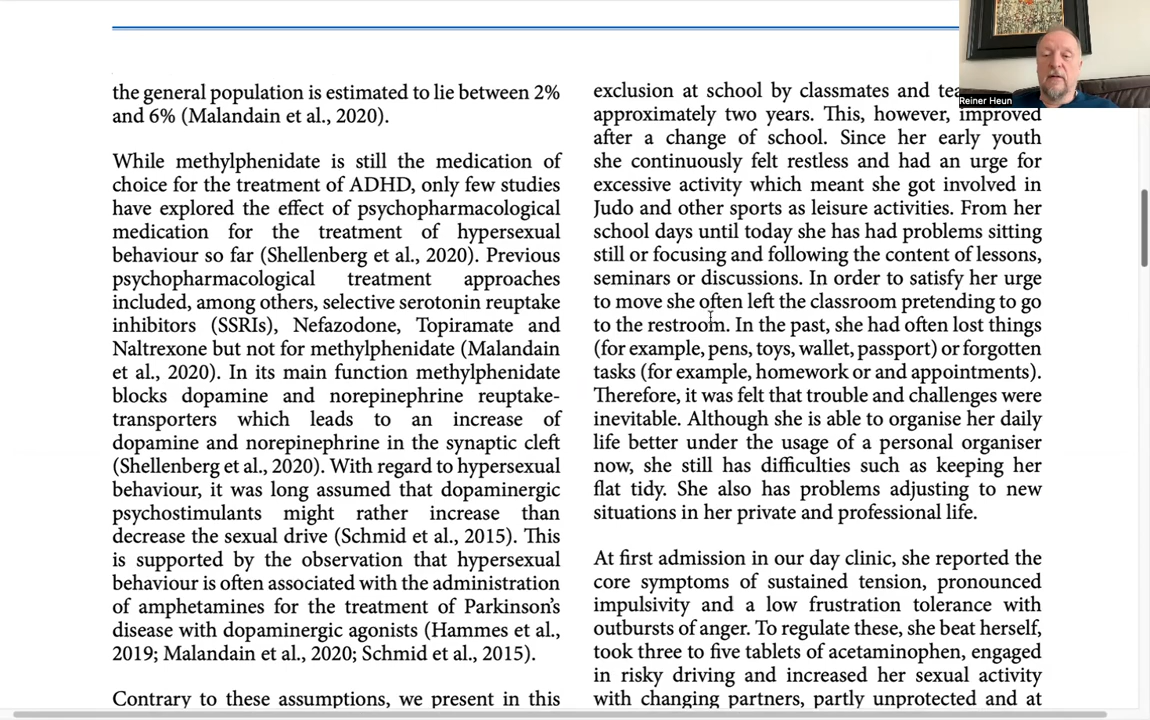 the general population is estimated to lie between 2%
and 6% (Malandain et al., 2020).
While methylphenidate is still the medication of
choice for the treatment of ADHD, only few studies
have explored the effect of psychopharmacological
medication for the treatment of hypersexual
behaviour so far (Shellenberg et al., 2020). Previous
psychopharmacological treatment approaches
included, among others, selective serotonin reuptake
inhibitors (SSRIs), Nefazodone, Topiramate and
Naltrexone but not for methylphenidate (Malandain
et al., 2020). In its main function methylphenidate
blocks dopamine and norepinephrine reuptake-
transporters which leads to an increase of
dopamine and norepinephrine in the synaptic cleft
(Shellenberg et al., 2020). With regard to hypersexual
behaviour, it was long assumed that dopaminergic
psychostimulants might rather increase than
decrease the sexual drive (Schmid et al., 2015). This
is supported by the observation that hypersexual
behaviour is often associated with the administration
of amphetamines for the treatment of Parkinson's
disease with dopaminergic agonists (Hammes et al.,
2019; Malandain et al., 2020; Schmid et al., 2015).
Contrary to these assumptions, we present in this
exclusion at school by classmates and
approximately two years. This, however, improved
after a change of school. Since her early youth
she continuously felt restless and had an urge for
excessive activity which meant she got involved in
Judo and other sports as leisure activities. From her
school days until today she has had problems sitting
still or focusing and following the content of lessons,
seminars or discussions. In order to satisfy her urge
to move she often left the classroom pretending to go
to the restroom. In the past, she had often lost things
(for example, pens, toys, wallet, passport) or forgotten
tasks (for example, homework or and appointments).
Therefore, it was felt that trouble and challenges were
inevitable. Although she is able to organise her daily
life better under the usage of a personal organiser
now, she still has difficulties such as keeping her
flat tidy. She also has problems adjusting to new
situations in her private and professional life.
At first admission in our day clinic, she reported the
core symptoms of sustained tension, pronounced
impulsivity and a low frustration tolerance with
outbursts of anger. To regulate these, she beat herself,
took three to five tablets of acetaminophen, engaged
in risky driving and increased her sexual activity
with changing partners, partly unprotected and at
Reiner Heun